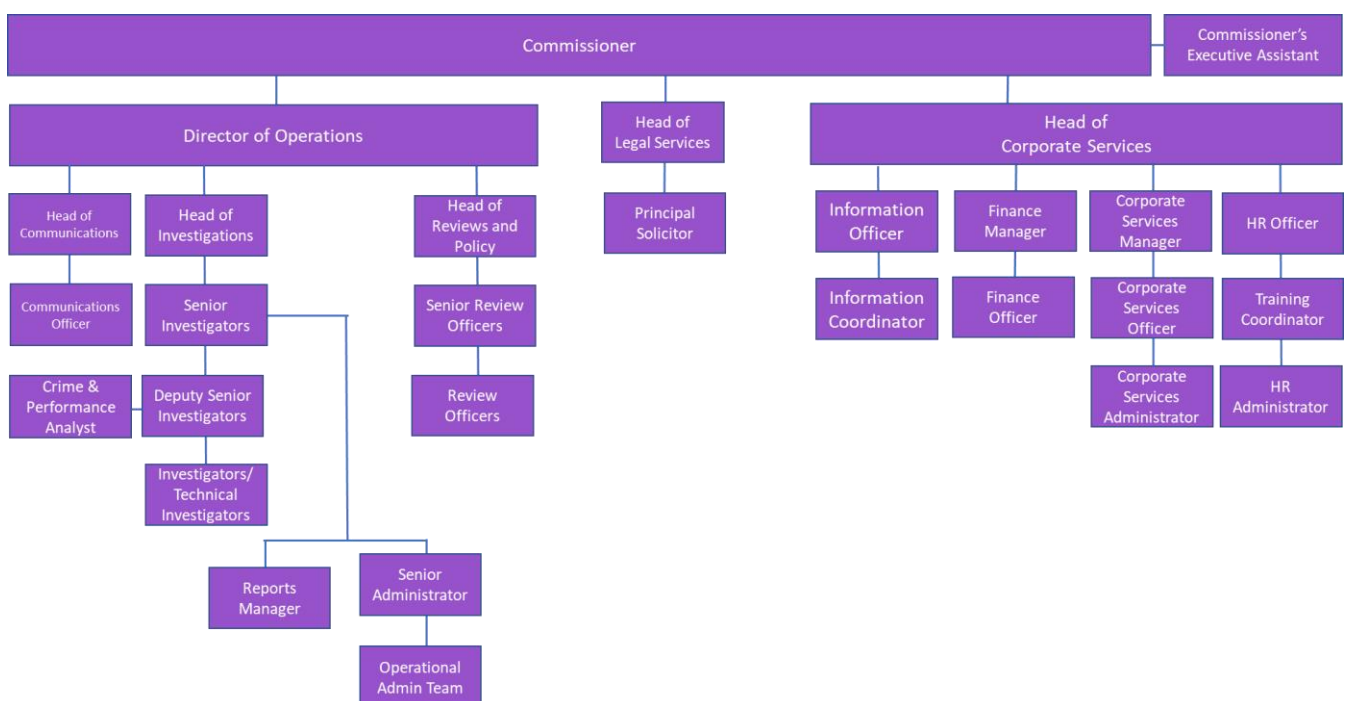 Commissioner
Commissioner's
Executive Assistant
Director of Operations
Head of
Legal Services
Head of
Corporate Services
Head of
Communications
Head of
Investigations
Head of
Reviews and
Policy
Principal
Solicitor
Information
Officer
Finance
Manager
Corporate
Services
Manager
HR Officer
Communications
Officer
Senior
Investigators
Senior Review
Officers
Information
Coordinator
Finance
Officer
Corporate
Services
Officer
Training
Coordinator
Crime &
Performance
Analyst
Deputy Senior
Investigators
Review
Officers
Corporate
Services
Administrator
HR
Administrator
Investigators/
Technical
Investigators
Reports
Manager
Senior
Administrator
Operational
Admin Team